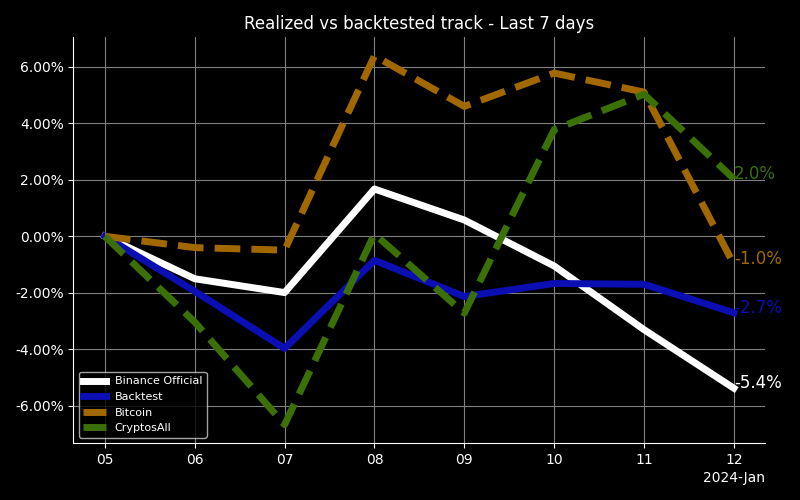 Realized vs backtested track - Last 7 days
6.00%
4.00%
2.00%
0.00%
-2.00%
-4.00%
-6.00%
2.0%
-1.0%
-2.7%
-5.4%
Binance Official
Backtest
Bitcoin
CryptosAll
05 06 07 08 09 10 11 12
2024-Jan